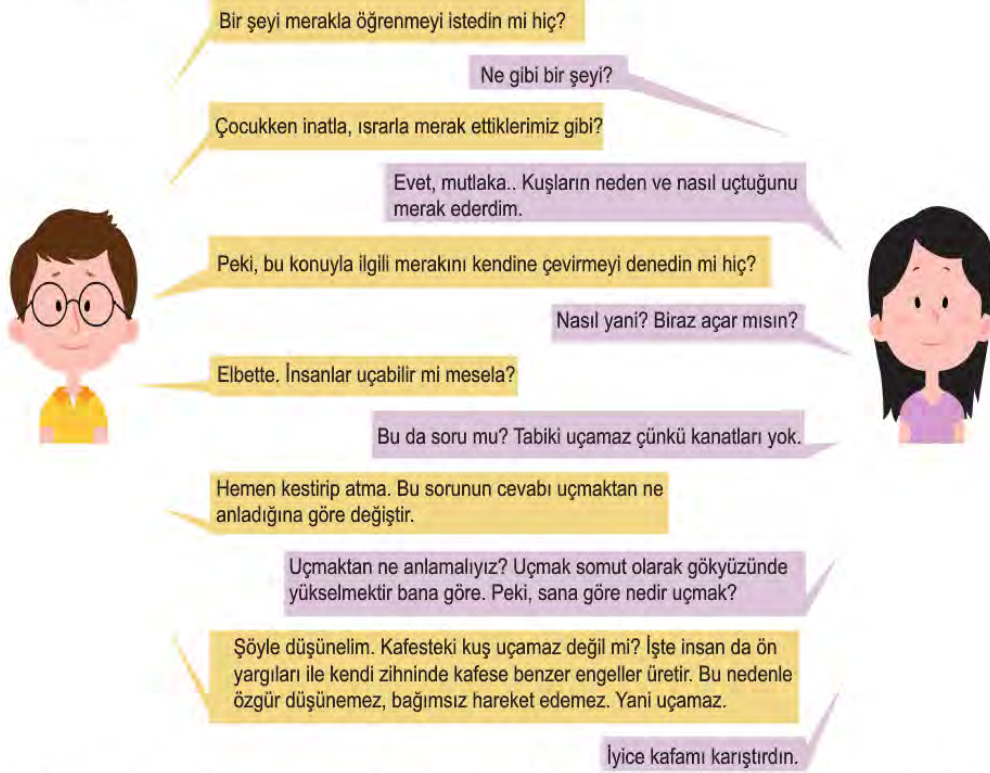 Bir şeyi merakla öğrenmeyi istedin mi hiç?
Ne gibi bir şeyi?
Çocukken inatla, ısrarla merak ettiklerimiz gibi?
Evet, mutlaka.. Kuşların neden ve nasıl uçtuğunu
merak ederdim.
Peki, bu konuyla ilgili merakını kendine çevirmeyi denedin mi hiç?
Nasıl yani? Biraz açar mısın?
Elbette. İnsanlar uçabilir mi mesela?
Bu da soru mu? Tabiki uçamaz çünkü kanatları yok.
Hemen kestirip atma. Bu sorunun cevabı uçmaktan ne
anladığına göre değiştir.
Uçmaktan ne anlamalıyız? Uçmak somut olarak gökyüzünde
yükselmektir bana göre. Peki, sana göre nedir uçmak?
Şöyle düşünelim. Kafesteki kuş uçamaz değil mi? İşte insan da ön
yargıları ile kendi zihninde kafese benzer engeller üretir. Bu nedenle
özgür düşünemez, bağımsız hareket edemez. Yani uçamaz.
İyice kafamı karıştırdın.